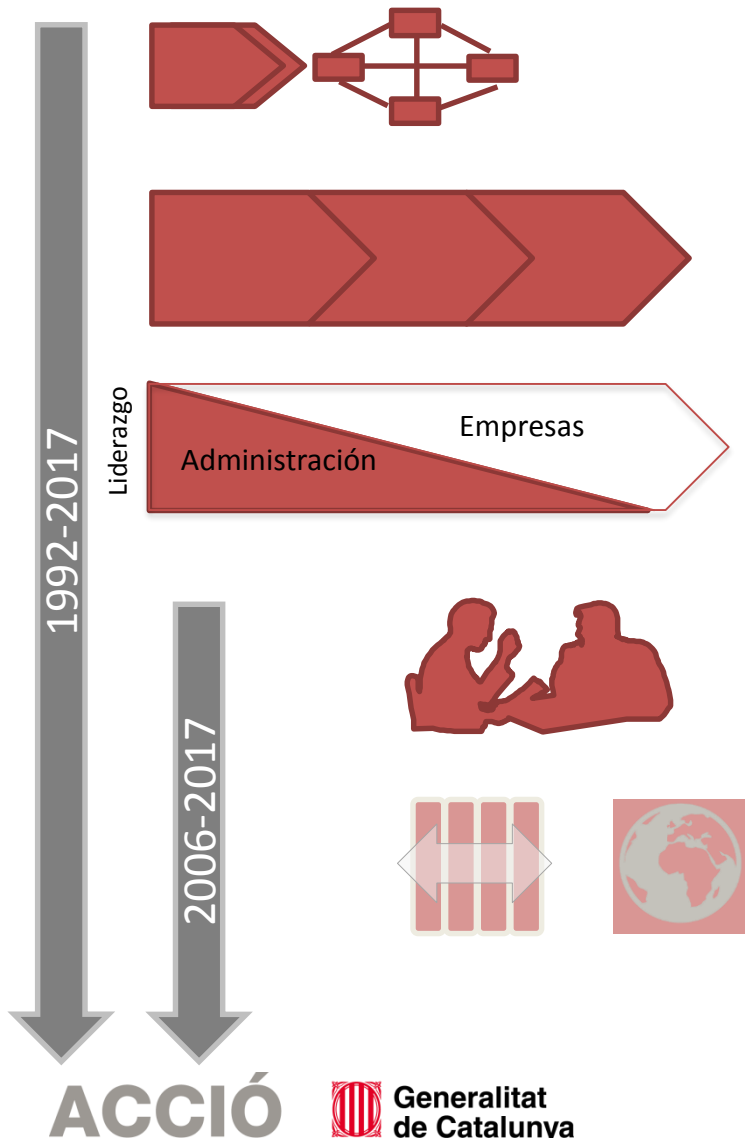 Liderazgo
Empresas
Administración
1992-2017
2006-2017
ACCIÓ
Generalitat
de Catalunya